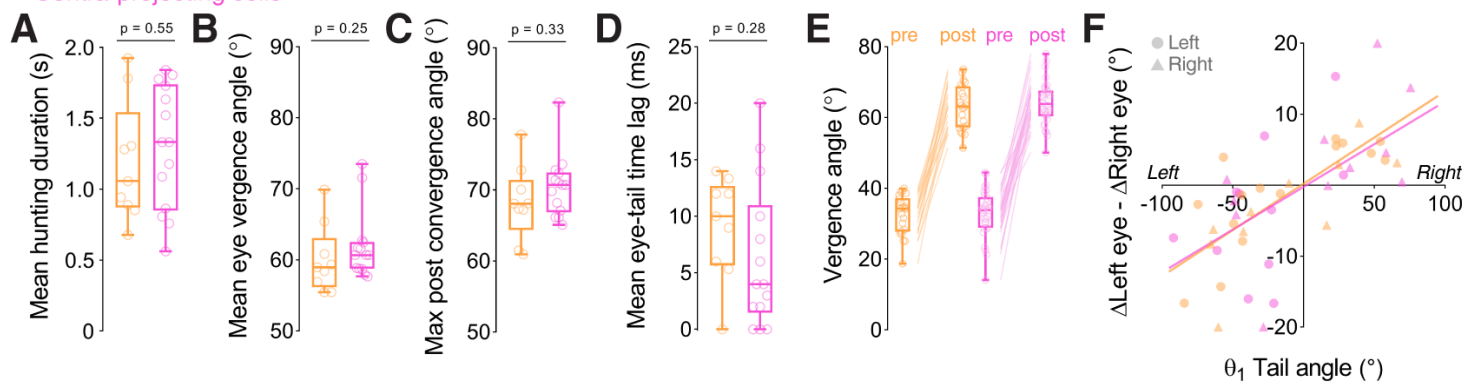 A
B
C
D
E
F
p = 0.55
p = 0.25
p = 0.33
p = 0.28
Mean hunting duration (s)
2.0
1.5
1.0
0.5
0
Mean eye vergence angle (°)
90
80
70
60
50
Max post convergence angle (°)
90
80
70
60
50
Mean eye-tail time lag (ms)
25
20
15
10
5
0
pre
post
pre
post
Vergence angle (°)
80
60
40
20
0
Left
Right
ΔLeft eye - ΔRight eye (°)
20
10
-10
-20
Left
Right
-100
-50
0
50
100
θ1 Tail angle (°)